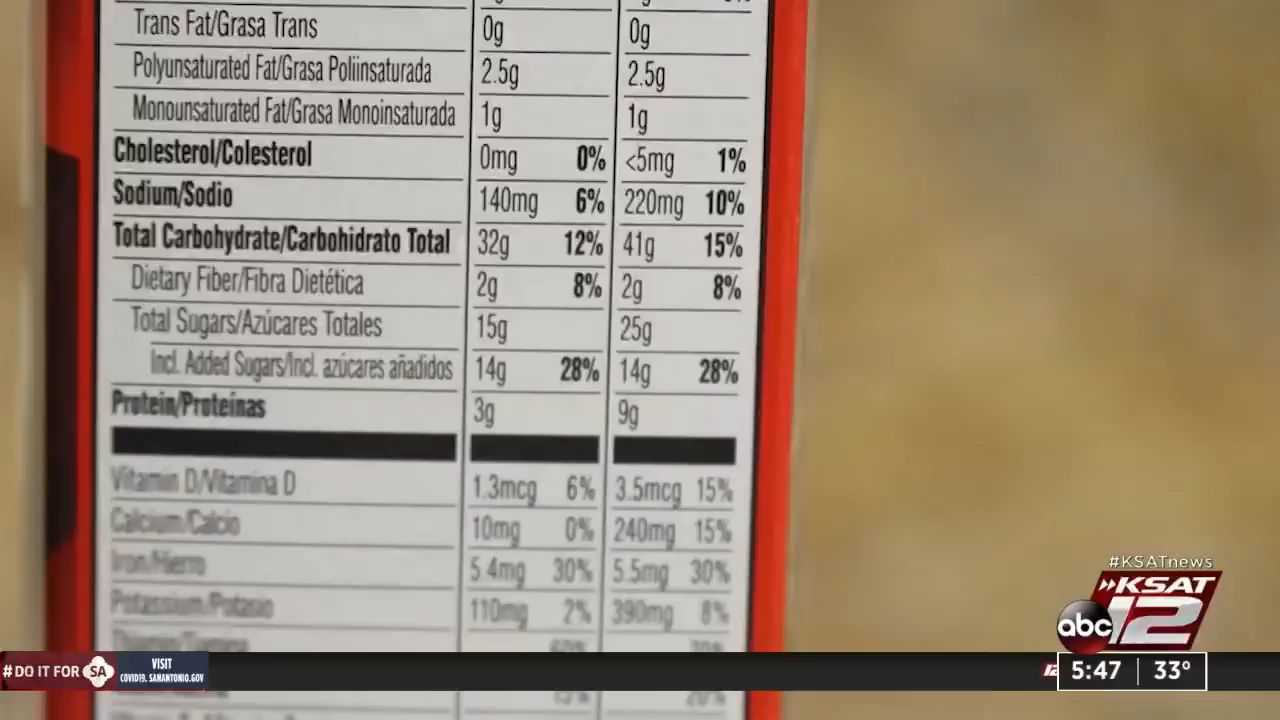 Trans Fat/Grasa Trans 0g 0g
Polyunsaturated Fat/Grasa Poliinsaturada 2.5g 2.5g
Monounsaturated Fat/Grasa Monoinsaturada 1g 1g
Cholesterol/Colesterol 0mg 0% <5mg 1%
Sodium/Sodio 140mg 6% 220mg 10%
Total Carbohydrate/Carbohidrato Total 32g 12% 41g 15%
Dietary Fiber/Fibra Dietética 2g 8% 2g 8%
Total Sugars/Azúcares Totales 15g 25g
Incl. Added Sugars/Incl. azúcares añadidos 14g 28% 14g 28%
Protein/Proteínas 3g 9g
Vitamin D/Vitamina D 1.3mcg 6% 3.5mcg 15%
Calcium/Calcio 10mg 0% 240mg 15%
Iron/Hierro 5.4mg 30% 5.5mg 30%
Potassium/Potasio 110mg 2% 390mg 8%
#KSATnews
KSAT
abc 12
#DO IT FOR SA
VISIT
COVID19.SANANTONIO.GOV
12
5:47 33°